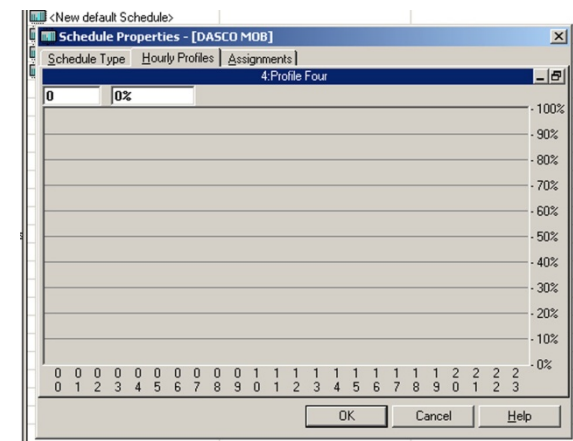 <New default Schedule>
Schedule Properties - [DASCO MOB]
Schedule Type Hourly Profiles Assignments
4:Profile Four
0 0%
100%
90%
80%
70%
60%
50%
40%
30%
20%
10%
0%
0 0 0 0 0 0 0 0 0 0 1 1 1 1 1 1 1 1 1 1 2 2 2 2
0 1 2 3 4 5 6 7 8 9 0 1 2 3 4 5 6 7 8 9 0 1 2 3
OK Cancel Help